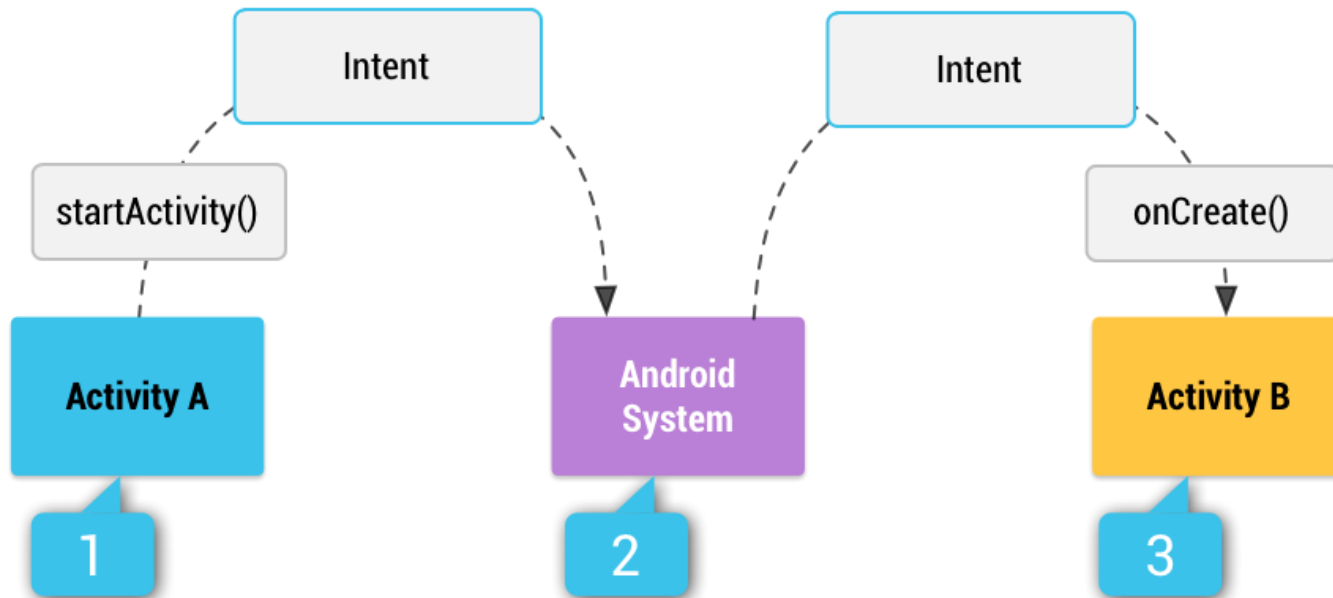 Intent
Intent
startActivity()
onCreate()
Activity A
Android
System
Activity B
1
2
3